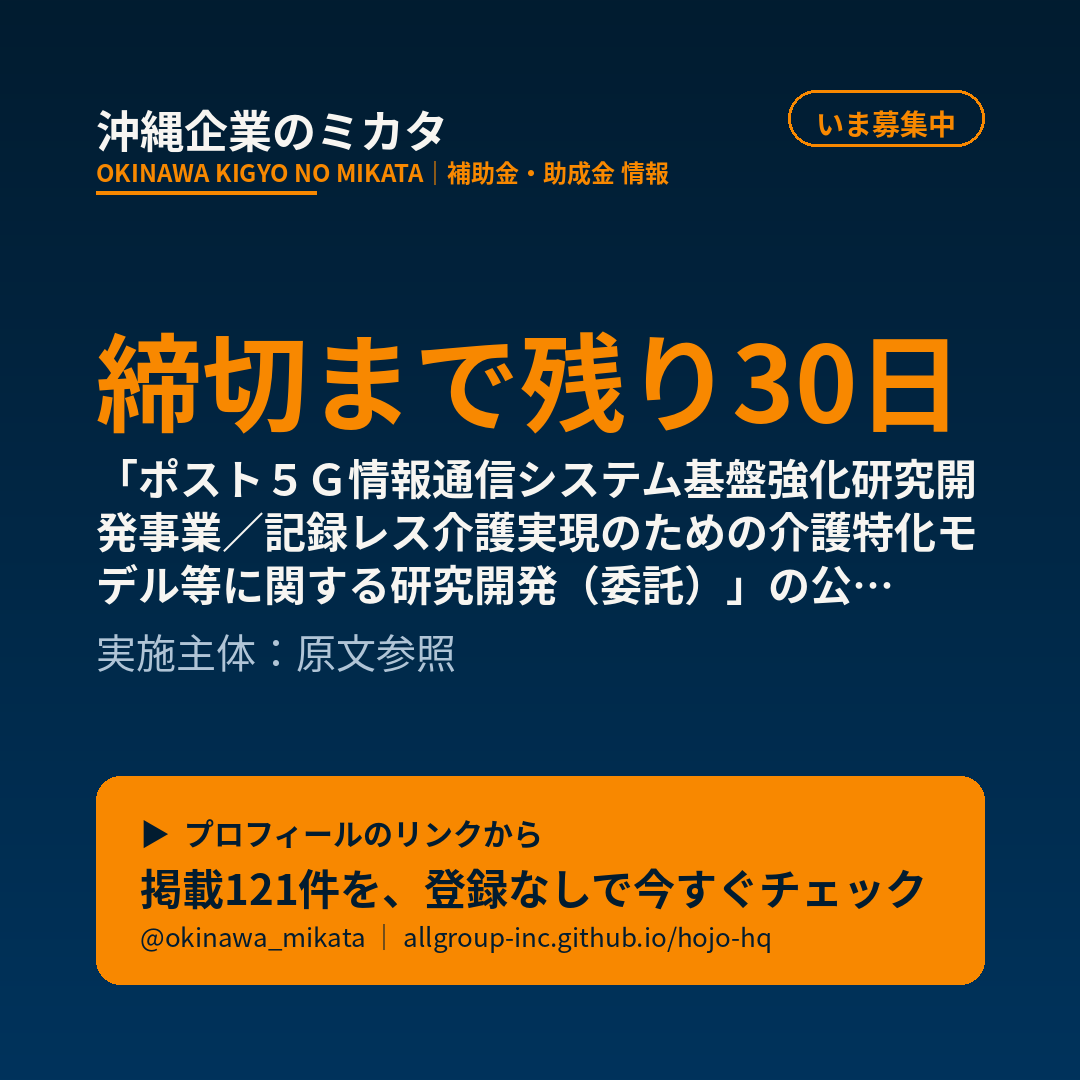 沖縄企業のミカタ
いま募集中
OKINAWA KIGYO NO MIKATA｜補助金・助成金 情報
締切まで残り30日
「ポスト５Ｇ情報通信システム基盤強化研究開
発事業／記録レス介護実現のための介護特化モ
デル等に関する研究開発（委託）」の公…
実施主体：原文参照
▶ プロフィールのリンクから
掲載121件を、登録なしで今すぐチェック
@okinawa_mikata ｜ allgroup-inc.github.io/hojo-hq